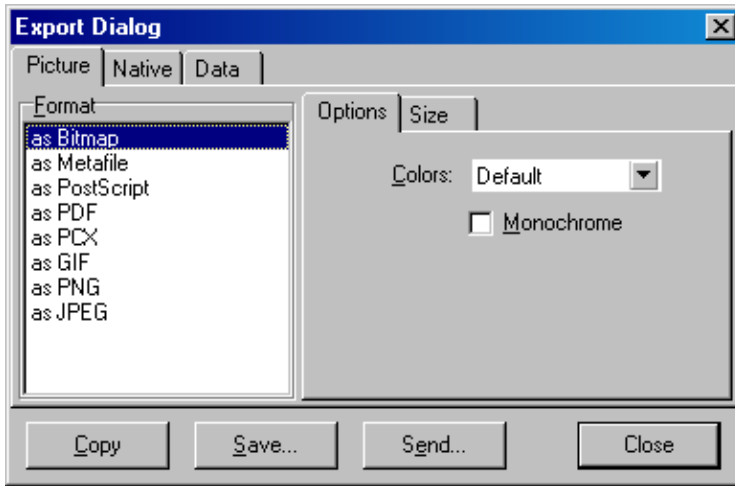 Export Dialog
Picture Native Data
Format
as Bitmap
as Metafile
as PostScript
as PDF
as PCX
as GIF
as PNG
as JPEG
Options Size
Colors: Default
Monochrome
Copy Save... Send... Close